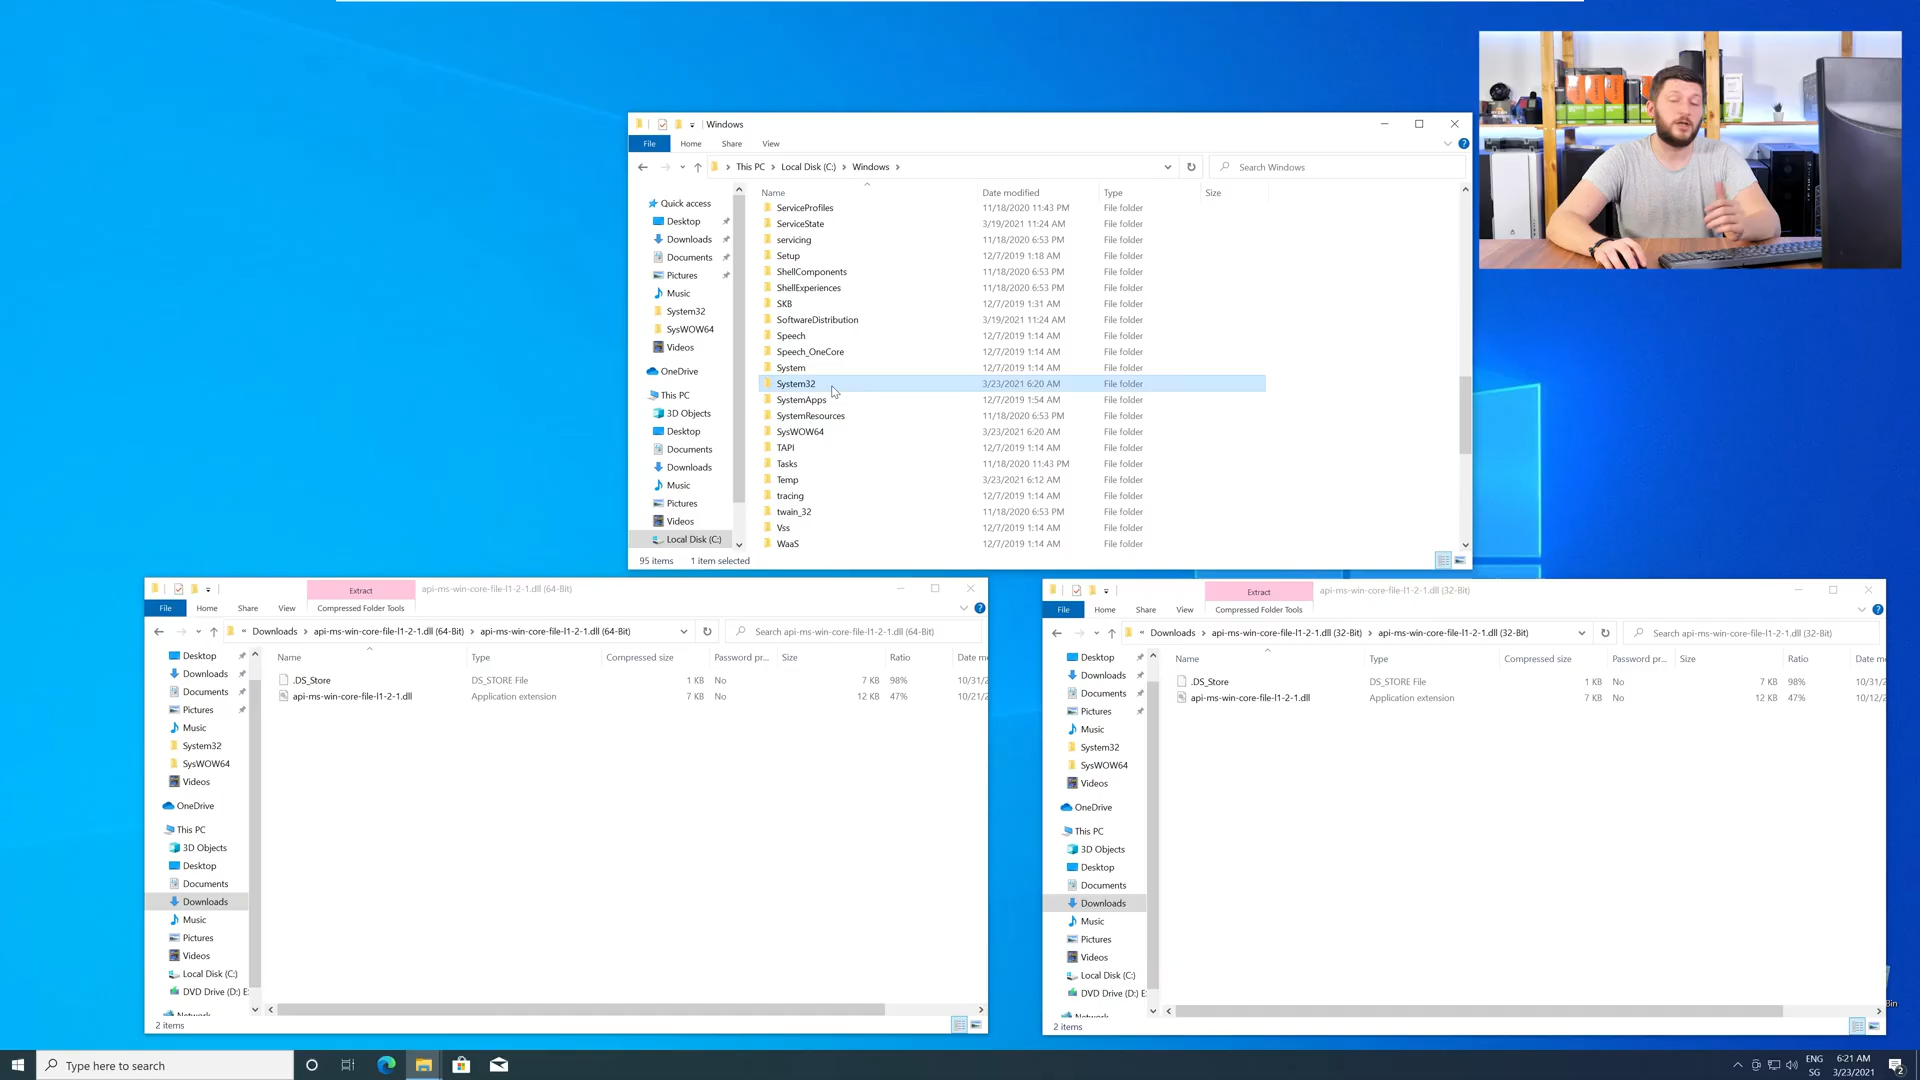 Windows
File Home Share View
This PC > Local Disk (C:) > Windows >
Search Windows
Quick access
Desktop
Downloads
Documents
Pictures
Music
System32
SysWOW64
Videos
OneDrive
This PC
3D Objects
Desktop
Documents
Downloads
Music
Pictures
Videos
Local Disk (C:)
Name Date modified Type Size
ServiceProfiles 11/18/2020 11:43 PM File folder
ServiceState 3/19/2021 11:24 AM File folder
servicing 11/18/2020 6:53 PM File folder
Setup 12/7/2019 1:18 AM File folder
ShellComponents 11/18/2020 6:53 PM File folder
ShellExperiences 11/18/2020 6:53 PM File folder
SKB 12/7/2019 1:31 AM File folder
SoftwareDistribution 3/19/2021 11:24 AM File folder
Speech 12/7/2019 1:14 AM File folder
Speech_OneCore 12/7/2019 1:14 AM File folder
System 12/7/2019 1:14 AM File folder
System32 3/23/2021 6:20 AM File folder
SystemApps 12/7/2019 1:54 AM File folder
SystemResources 11/18/2020 6:53 PM File folder
SysWOW64 3/23/2021 6:20 AM File folder
TAPI 12/7/2019 1:14 AM File folder
Tasks 11/18/2020 11:43 PM File folder
Temp 3/23/2021 6:12 AM File folder
tracing 12/7/2019 1:14 AM File folder
twain_32 11/18/2020 6:53 PM File folder
Vss 12/7/2019 1:14 AM File folder
WaaS 12/7/2019 1:14 AM File folder
95 items 1 item selected
Extract api-ms-win-core-file-l1-2-1.dll (64-Bit)
File Home Share View Compressed Folder Tools
« Downloads > api-ms-win-core-file-l1-2-1.dll (64-Bit) > api-ms-win-core-file-l1-2-1.dll (64-Bit)
Search api-ms-win-core-file-l1-2-1.dll (64-Bit)
Desktop
Downloads
Documents
Pictures
Music
System32
SysWOW64
Videos
OneDrive
This PC
3D Objects
Desktop
Documents
Downloads
Music
Pictures
Videos
Local Disk (C:)
DVD Drive (D:) E
Network
Name Type Compressed size Password pr... Size Ratio Date m
.DS_Store DS_STORE File 1 KB No 7 KB 98% 10/31/2
api-ms-win-core-file-l1-2-1.dll Application extension 7 KB No 12 KB 47% 10/21/2
2 items
Extract api-ms-win-core-file-l1-2-1.dll (32-Bit)
File Home Share View Compressed Folder Tools
« Downloads > api-ms-win-core-file-l1-2-1.dll (32-Bit) > api-ms-win-core-file-l1-2-1.dll (32-Bit)
Search api-ms-win-core-file-l1-2-1.dll (32-Bit)
Desktop
Downloads
Documents
Pictures
Music
System32
SysWOW64
Videos
OneDrive
This PC
3D Objects
Desktop
Documents
Downloads
Music
Pictures
Videos
Local Disk (C:)
DVD Drive (D:) E
Network
Name Type Compressed size Password pr... Size Ratio Date m
.DS_Store DS_STORE File 1 KB No 7 KB 98% 10/31/2
api-ms-win-core-file-l1-2-1.dll Application extension 7 KB No 12 KB 47% 10/12/2
2 items
Bin
Type here to search
ENG
SG
6:21 AM
3/23/2021
2